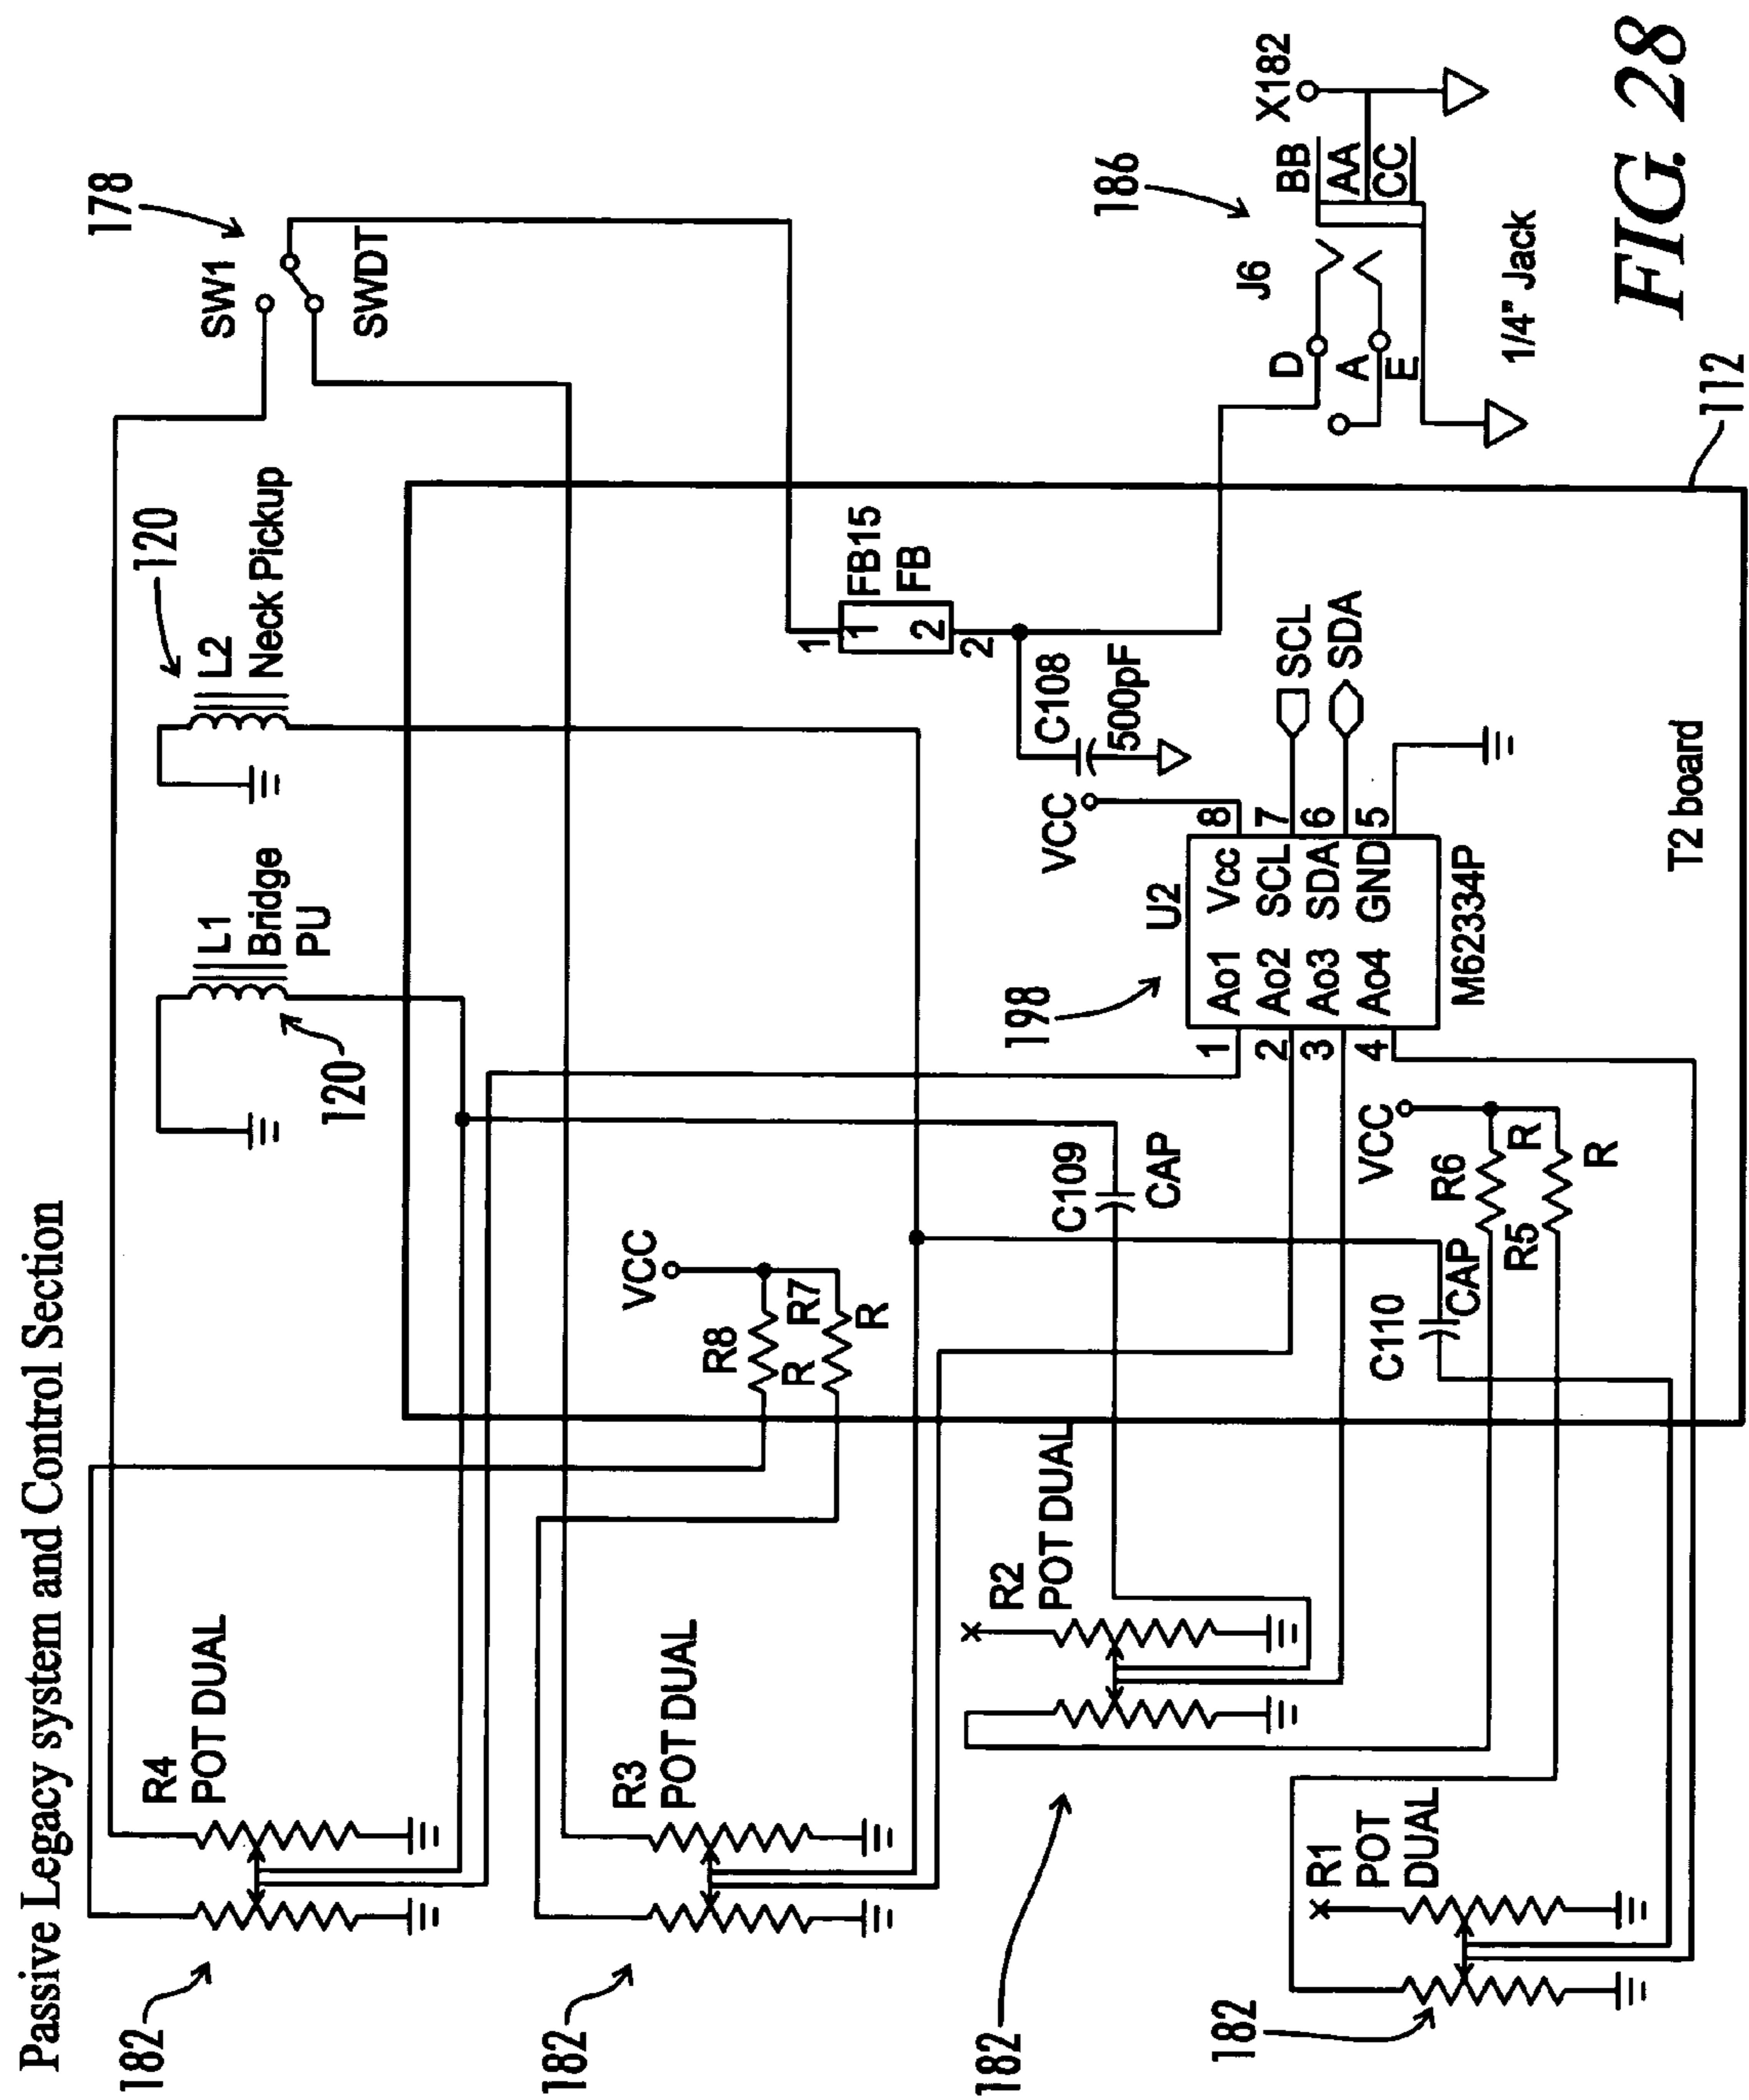 Passive Legacy system and Control Section
182
R4
POT DUAL
120
L1
Bridge
PU
120
L2
Neck Pickup
178
SW1
SWDT
182
R3
POT DUAL
VCC
R8
R
R7
R
FB15
FB
1
1
2
2
182
R2
POT DUAL
C109
CAP
198
U2
Ao1
Ao2
Ao3
Ao4
Vcc
SCL
SDA
GND
1
2
3
4
8
7
6
5
M62334P
VCC
C108
500pF
SCL
SDA
186
J6
D
A
E
BB
AA
CC
X182
1/4" Jack
182
R1
POT
DUAL
C110
CAP
VCC
R6
R
R5
R
T2 board
112
FIG. 28